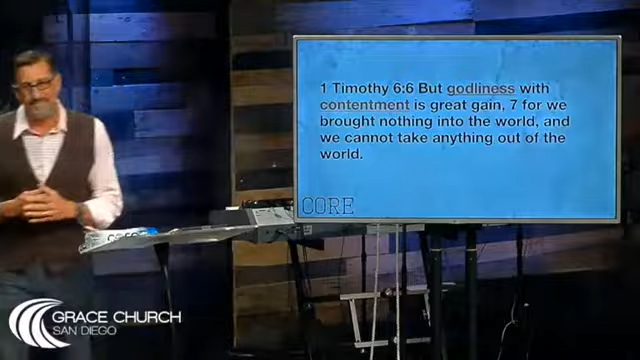 1 Timothy 6:6 But godliness with
contentment is great gain, 7 for we
brought nothing into the world, and
we cannot take anything out of the
world.
CORE
GRACE CHURCH
SAN DIEGO